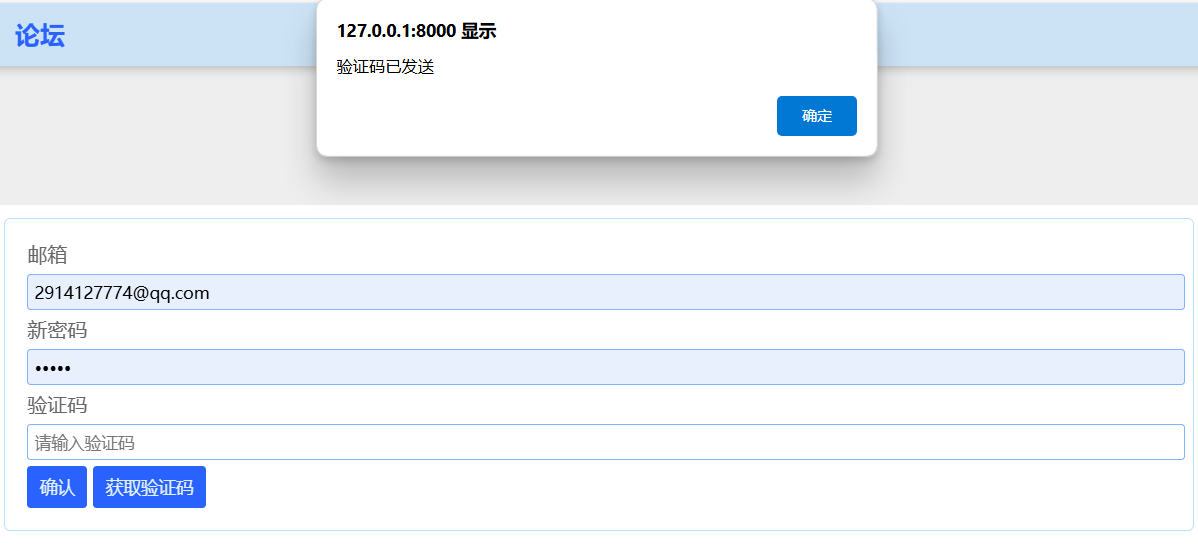 论坛
127.0.0.1:8000 显示
验证码已发送
确定
邮箱
2914127774@qq.com
新密码
•••••
验证码
请输入验证码
确认 获取验证码